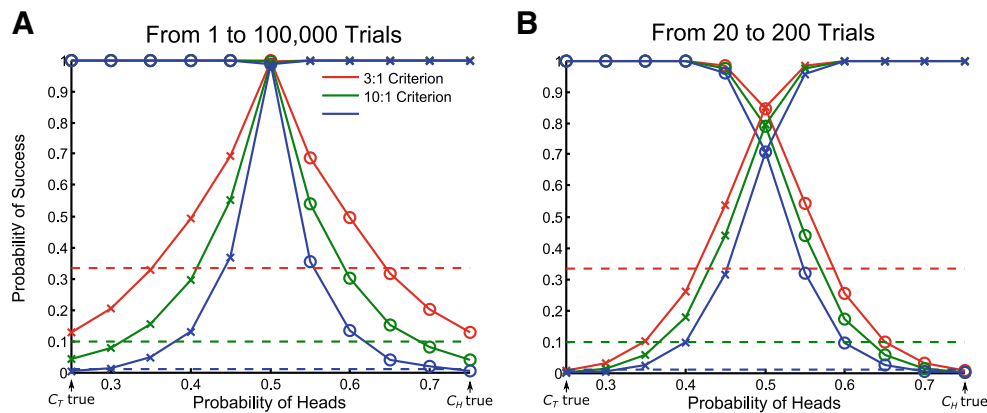 A
From 1 to 100,000 Trials
Probability of Success
1
0.9
0.8
0.7
0.6
0.5
0.4
0.3
0.2
0.1
0
3:1 Criterion
10:1 Criterion
0.3 0.4 0.5 0.6 0.7
C_T true
Probability of Heads
C_H true
B
From 20 to 200 Trials
1
0.9
0.8
0.7
0.6
0.5
0.4
0.3
0.2
0.1
0
0.3 0.4 0.5 0.6 0.7
C_T true
Probability of Heads
C_H true